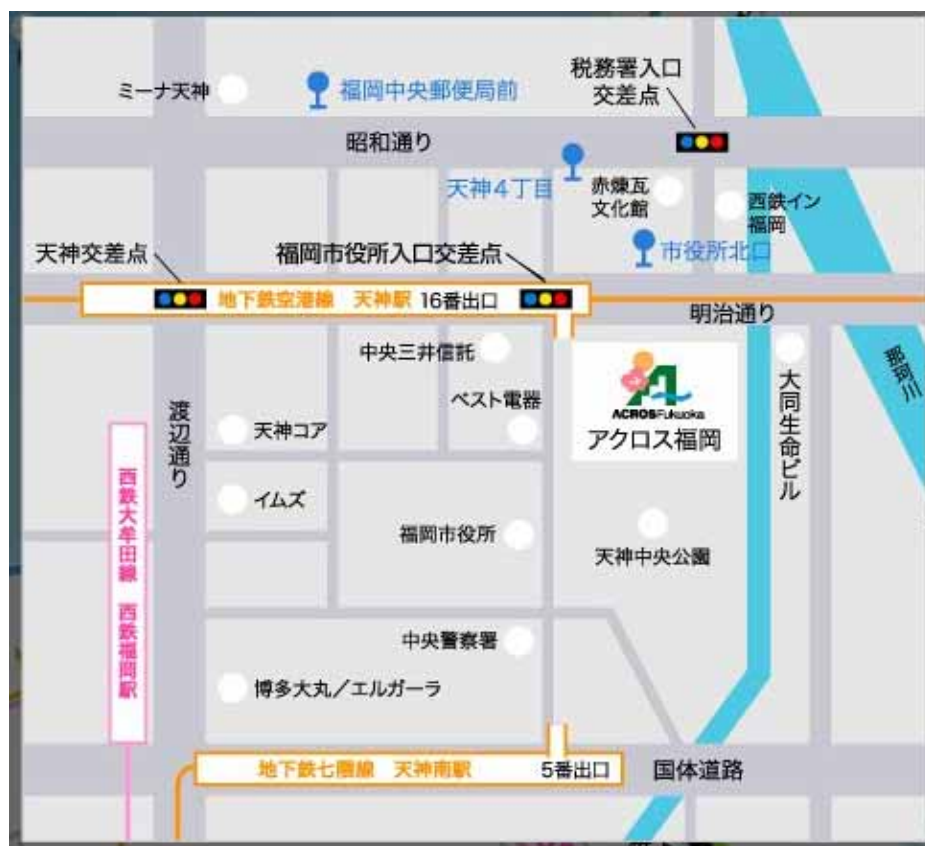 ミーナ天神
福岡中央郵便局前
税務署入口
交差点
昭和通り
天神4丁目
赤煉瓦
文化館
西鉄イン
福岡
市役所北口
天神交差点
福岡市役所入口交差点
地下鉄空港線 天神駅 16番出口
明治通り
中央三井信託
ベスト電器
ACROS Fukuoka
アクロス福岡
大同生命ビル
那珂川
渡辺通り
天神コア
イムズ
福岡市役所
天神中央公園
西鉄大牟田線 西鉄福岡駅
中央警察署
博多大丸/エルガーラ
地下鉄七隈線 天神南駅 5番出口
国体道路